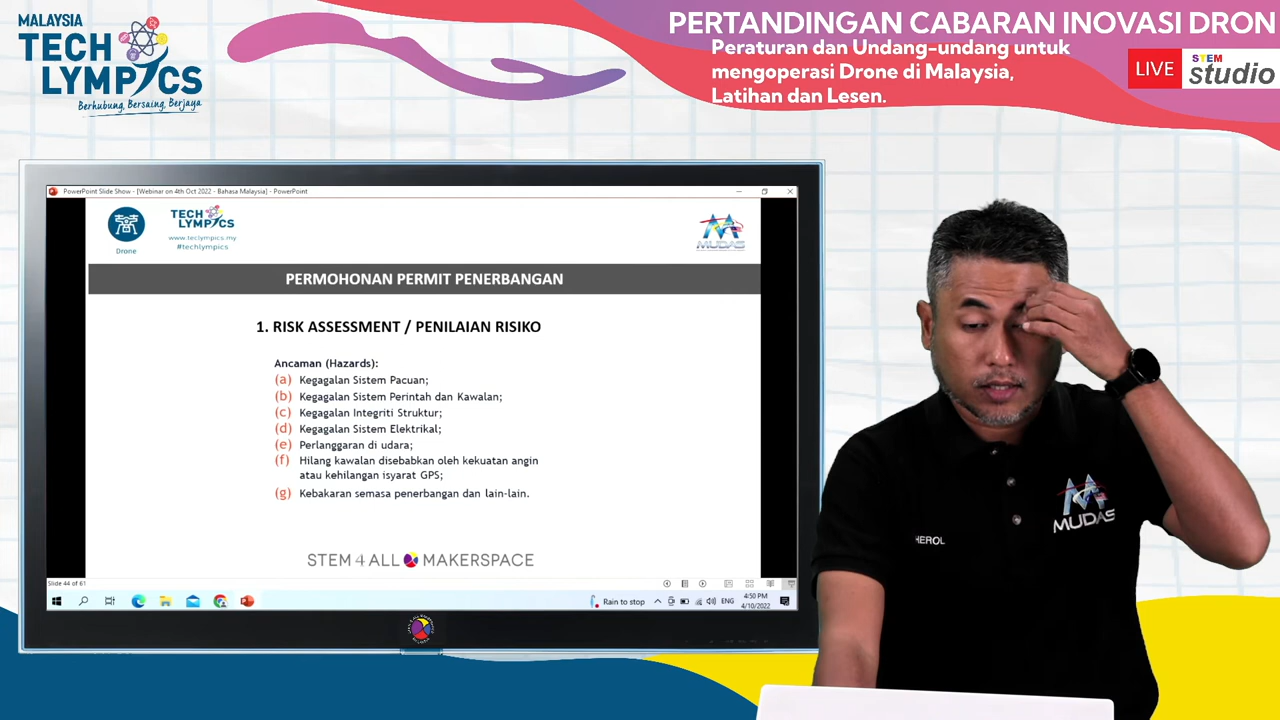 MALAYSIA
TECH
LYMPICS
Berhubung, Bersaing, Berjaya
PERTANDINGAN CABARAN INOVASI DRON
Peraturan dan Undang-undang untuk
mengoperasi Drone di Malaysia,
Latihan dan Lesen.
LIVE
STEM
studio
PowerPoint Slide Show - [Webinar on 4th Oct 2022 - Bahasa Malaysia] - PowerPoint
Drone
TECH
LYMPICS
www.teclympics.my
#techlympics
MUDAS
PERMOHONAN PERMIT PENERBANGAN
1. RISK ASSESSMENT / PENILAIAN RISIKO
Ancaman (Hazards):
(a) Kegagalan Sistem Pacuan;
(b) Kegagalan Sistem Perintah dan Kawalan;
(c) Kegagalan Integriti Struktur;
(d) Kegagalan Sistem Elektrikal;
(e) Perlanggaran di udara;
(f) Hilang kawalan disebabkan oleh kekuatan angin
atau kehilangan isyarat GPS;
(g) Kebakaran semasa penerbangan dan lain-lain.
STEM 4 ALL MAKERSPACE
Slide 44 of 61
Rain to stop
ENG
4:50 PM
4/10/2022
HEROL
MUDAS